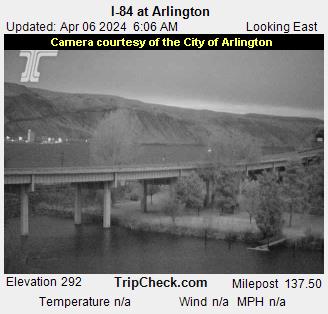 I-84 at Arlington
Updated: Apr 06 2024 6:06 AM Looking East
Camera courtesy of the City of Arlington
Elevation 292 TripCheck.com Milepost 137.50
Temperature n/a Wind n/a MPH n/a